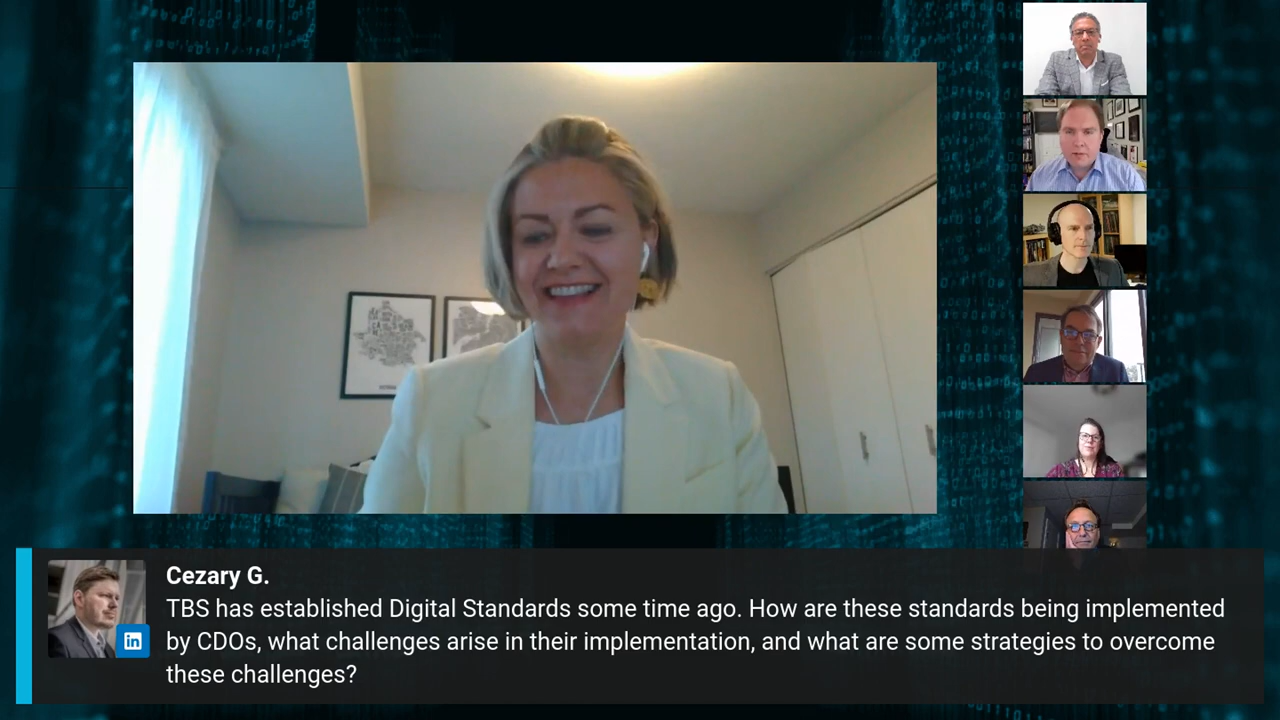 Cezary G.
TBS has established Digital Standards some time ago. How are these standards being implemented
by CDOs, what challenges arise in their implementation, and what are some strategies to overcome
these challenges?
in